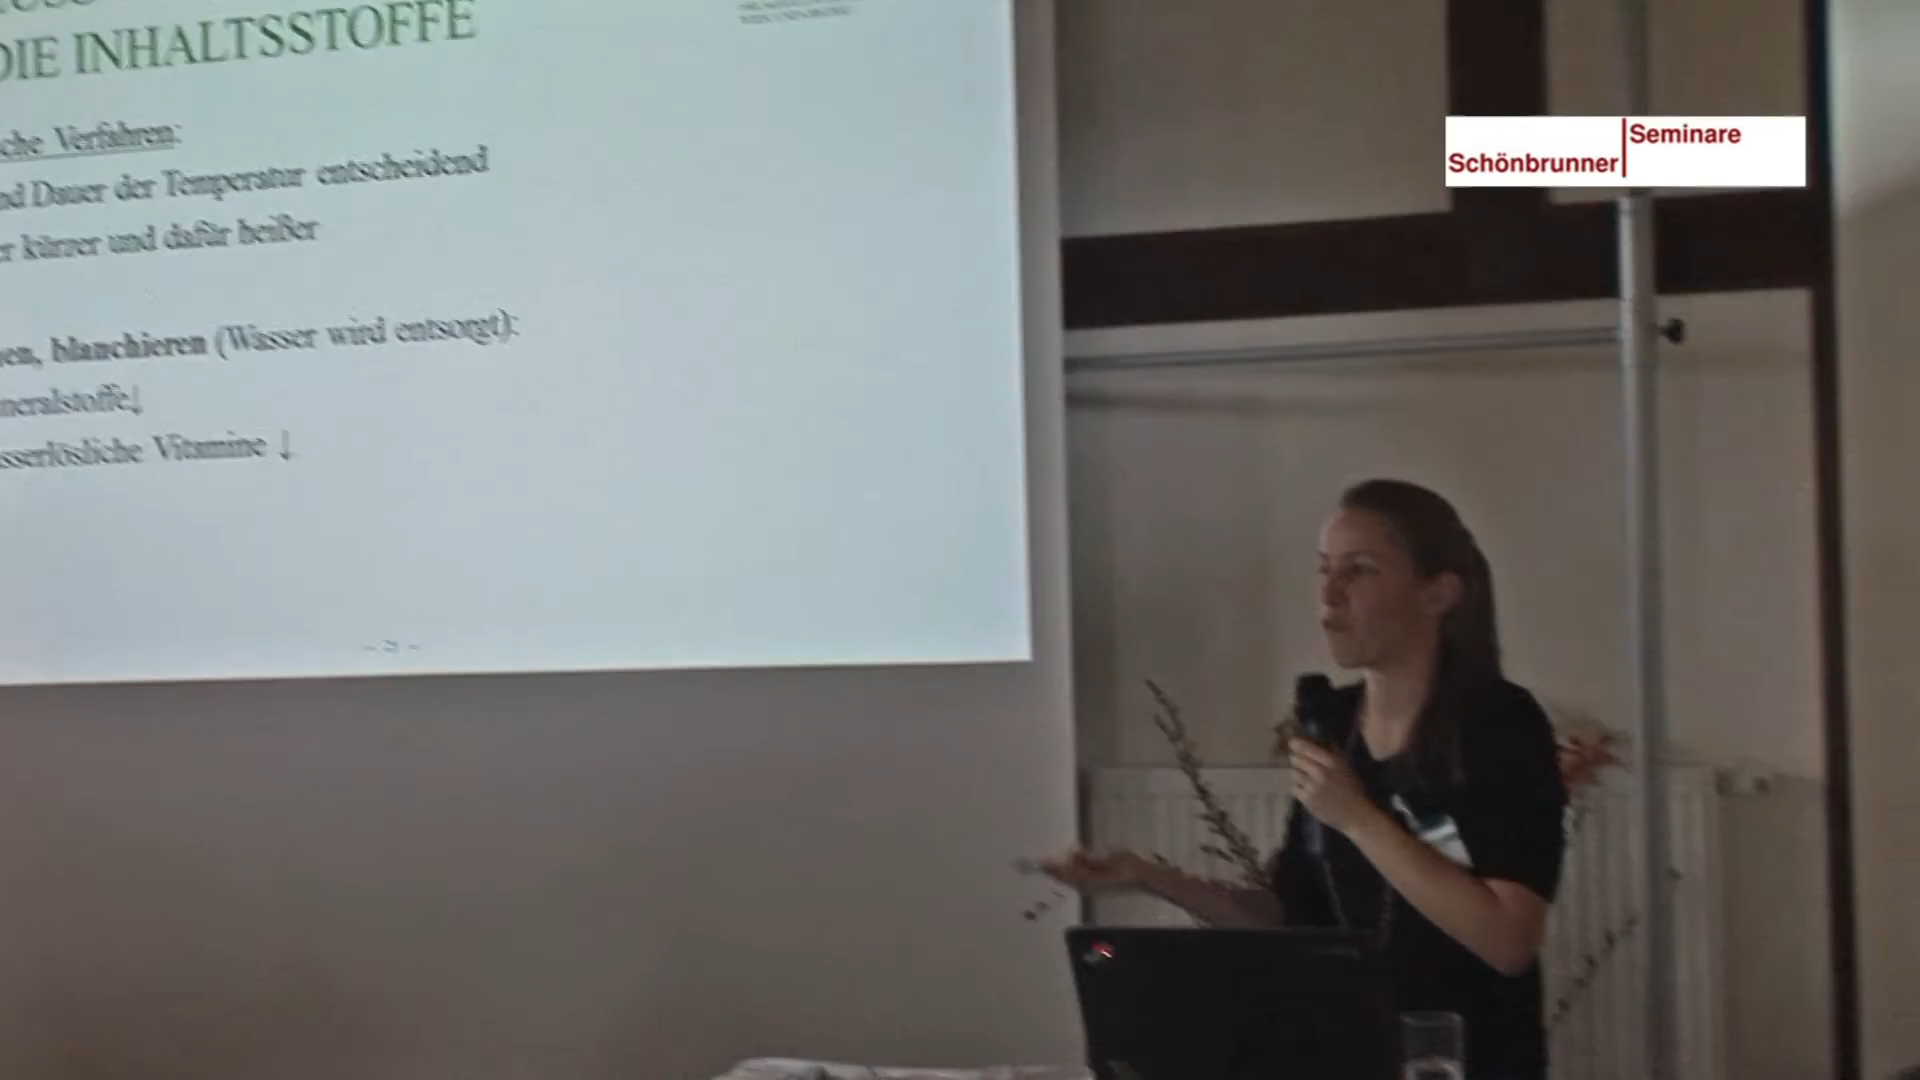 DIE INHALTSSTOFFE
che Verfahren:
nd Dauer der Temperatur entscheidend
er kürzer und dafür heißer
en, blanchieren (Wasser wird entsorgt):
neralstoffe↓
sserlösliche Vitamine ↓
Seminare
Schönbrunner